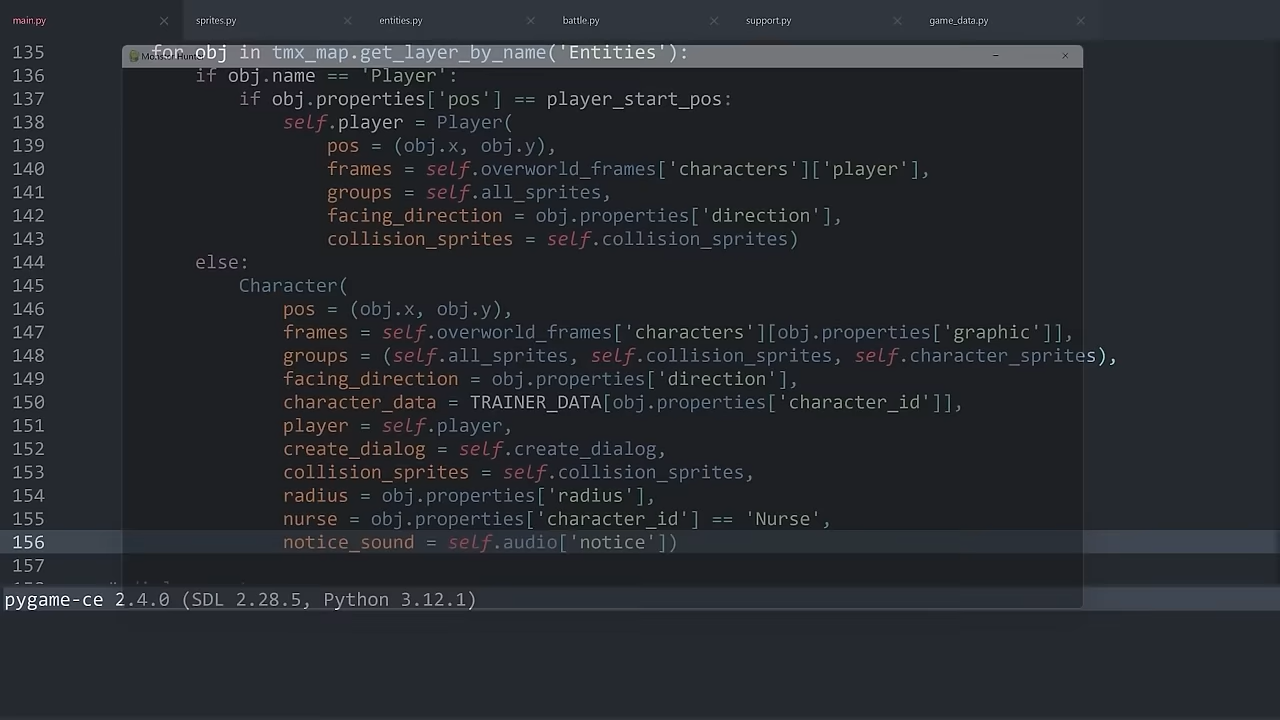 main.py sprites.py entities.py battle.py support.py game_data.py
135 for obj in tmx_map.get_layer_by_name('Entities'):
136 if obj.name == 'Player':
137 if obj.properties['pos'] == player_start_pos:
138 self.player = Player(
139 pos = (obj.x, obj.y),
140 frames = self.overworld_frames['characters']['player'],
141 groups = self.all_sprites,
142 facing_direction = obj.properties['direction'],
143 collision_sprites = self.collision_sprites)
144 else:
145 Character(
146 pos = (obj.x, obj.y),
147 frames = self.overworld_frames['characters'][obj.properties['graphic']],
148 groups = (self.all_sprites, self.collision_sprites, self.character_sprites),
149 facing_direction = obj.properties['direction'],
150 character_data = TRAINER_DATA[obj.properties['character_id']],
151 player = self.player,
152 create_dialog = self.create_dialog,
153 collision_sprites = self.collision_sprites,
154 radius = obj.properties['radius'],
155 nurse = obj.properties['character_id'] == 'Nurse',
156 notice_sound = self.audio['notice'])
157
pygame-ce 2.4.0 (SDL 2.28.5, Python 3.12.1)